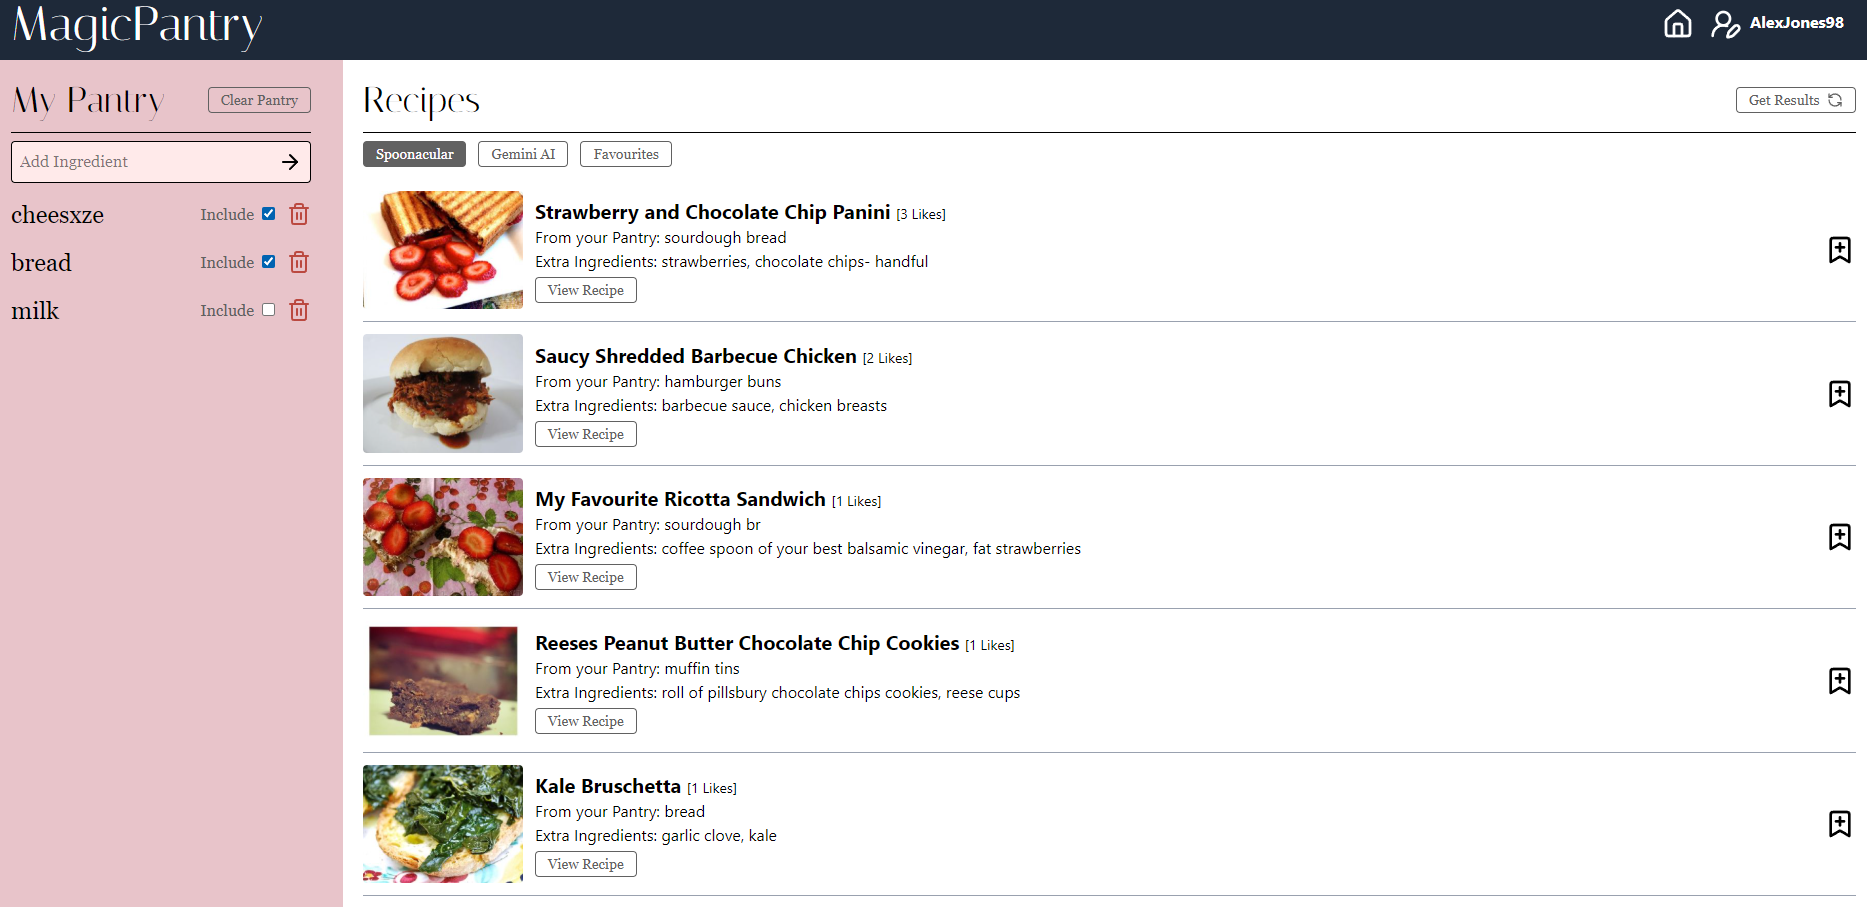 MagicPantry
AlexJones98
My Pantry
Clear Pantry
Add Ingredient
cheesxze
Include
bread
Include
milk
Include
Recipes
Get Results
Spoonacular
Gemini AI
Favourites
Strawberry and Chocolate Chip Panini [3 Likes]
From your Pantry: sourdough bread
Extra Ingredients: strawberries, chocolate chips- handful
View Recipe
Saucy Shredded Barbecue Chicken [2 Likes]
From your Pantry: hamburger buns
Extra Ingredients: barbecue sauce, chicken breasts
View Recipe
My Favourite Ricotta Sandwich [1 Likes]
From your Pantry: sourdough br
Extra Ingredients: coffee spoon of your best balsamic vinegar, fat strawberries
View Recipe
Reeses Peanut Butter Chocolate Chip Cookies [1 Likes]
From your Pantry: muffin tins
Extra Ingredients: roll of pillsbury chocolate chips cookies, reese cups
View Recipe
Kale Bruschetta [1 Likes]
From your Pantry: bread
Extra Ingredients: garlic clove, kale
View Recipe